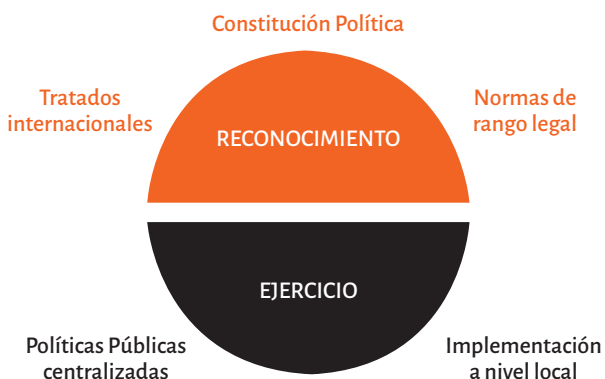 Constitución Política
Tratados
internacionales
Normas de
rango legal
RECONOCIMIENTO
EJERCICIO
Políticas Públicas
centralizadas
Implementación
a nivel local